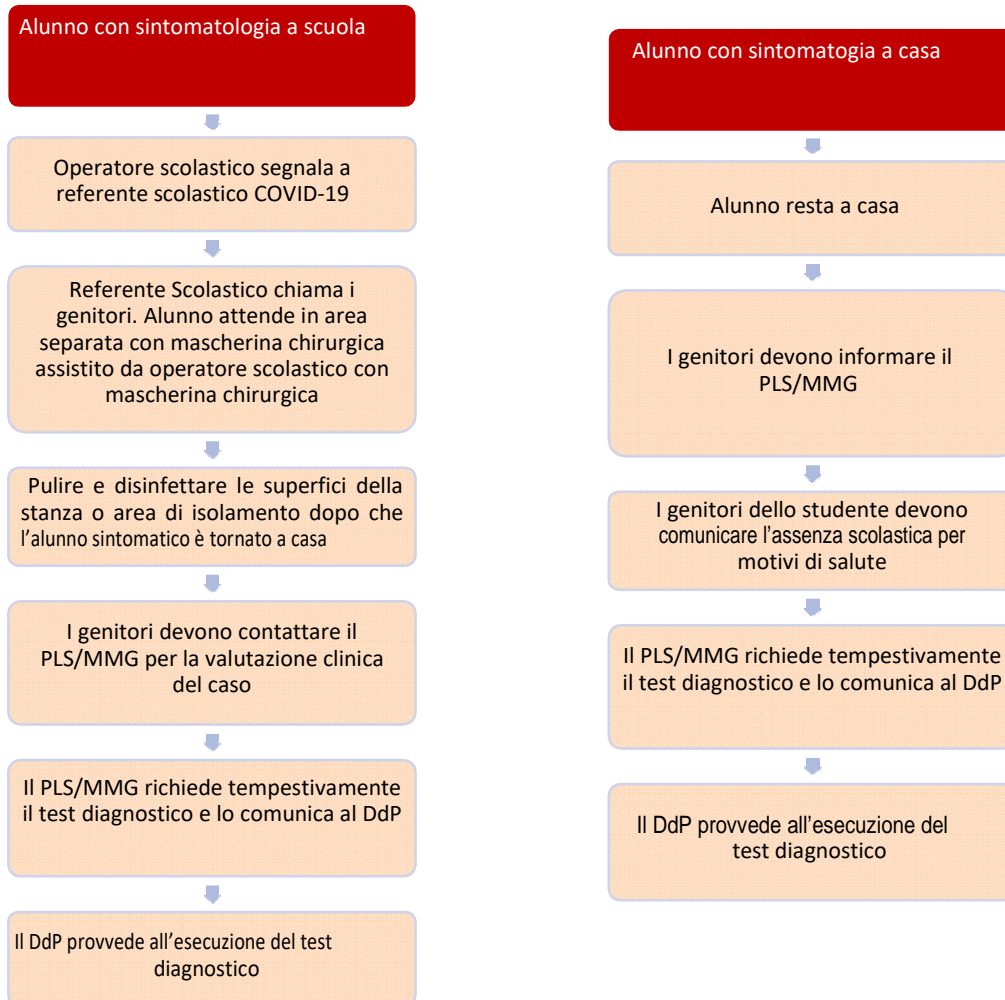 Alunno con sintomatologia a scuola
Operatore scolastico segnala a
referente scolastico COVID-19
Referente Scolastico chiama i
genitori. Alunno attende in area
separata con mascherina chirurgica
assistito da operatore scolastico con
mascherina chirurgica
Pulire e disinfettare le superfici della
stanza o area di isolamento dopo che
l'alunno sintomatico è tornato a casa
I genitori devono contattare il
PLS/MMG per la valutazione clinica
del caso
Il PLS/MMG richiede tempestivamente
il test diagnostico e lo comunica al DdP
Il DdP provvede all'esecuzione del test
diagnostico
Alunno con sintomatogia a casa
Alunno resta a casa
I genitori devono informare il
PLS/MMG
I genitori dello studente devono
comunicare l'assenza scolastica per
motivi di salute
Il PLS/MMG richiede tempestivamente
il test diagnostico e lo comunica al DdP
Il DdP provvede all'esecuzione del
test diagnostico